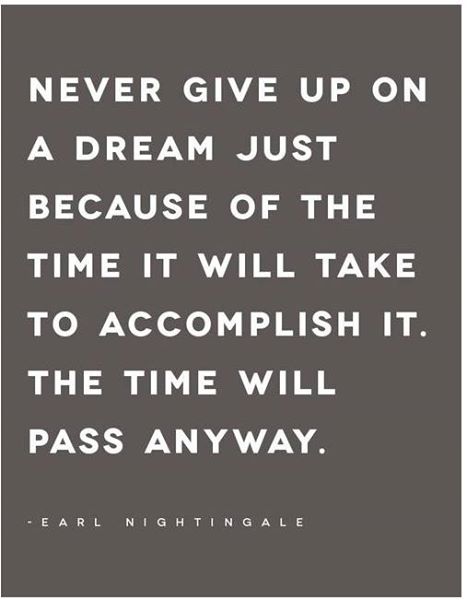 NEVER GIVE UP ON
A DREAM JUST
BECAUSE OF THE
TIME IT WILL TAKE
TO ACCOMPLISH IT.
THE TIME WILL
PASS ANYWAY.
-EARL NIGHTINGALE